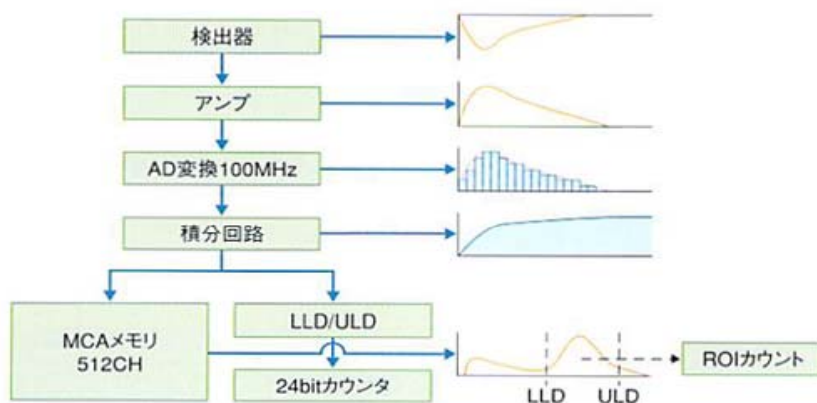 検出器
アンプ
AD変換100MHz
積分回路
MCAメモリ
512CH
LLD/ULD
24bitカウンタ
ROIカウント
LLD
ULD